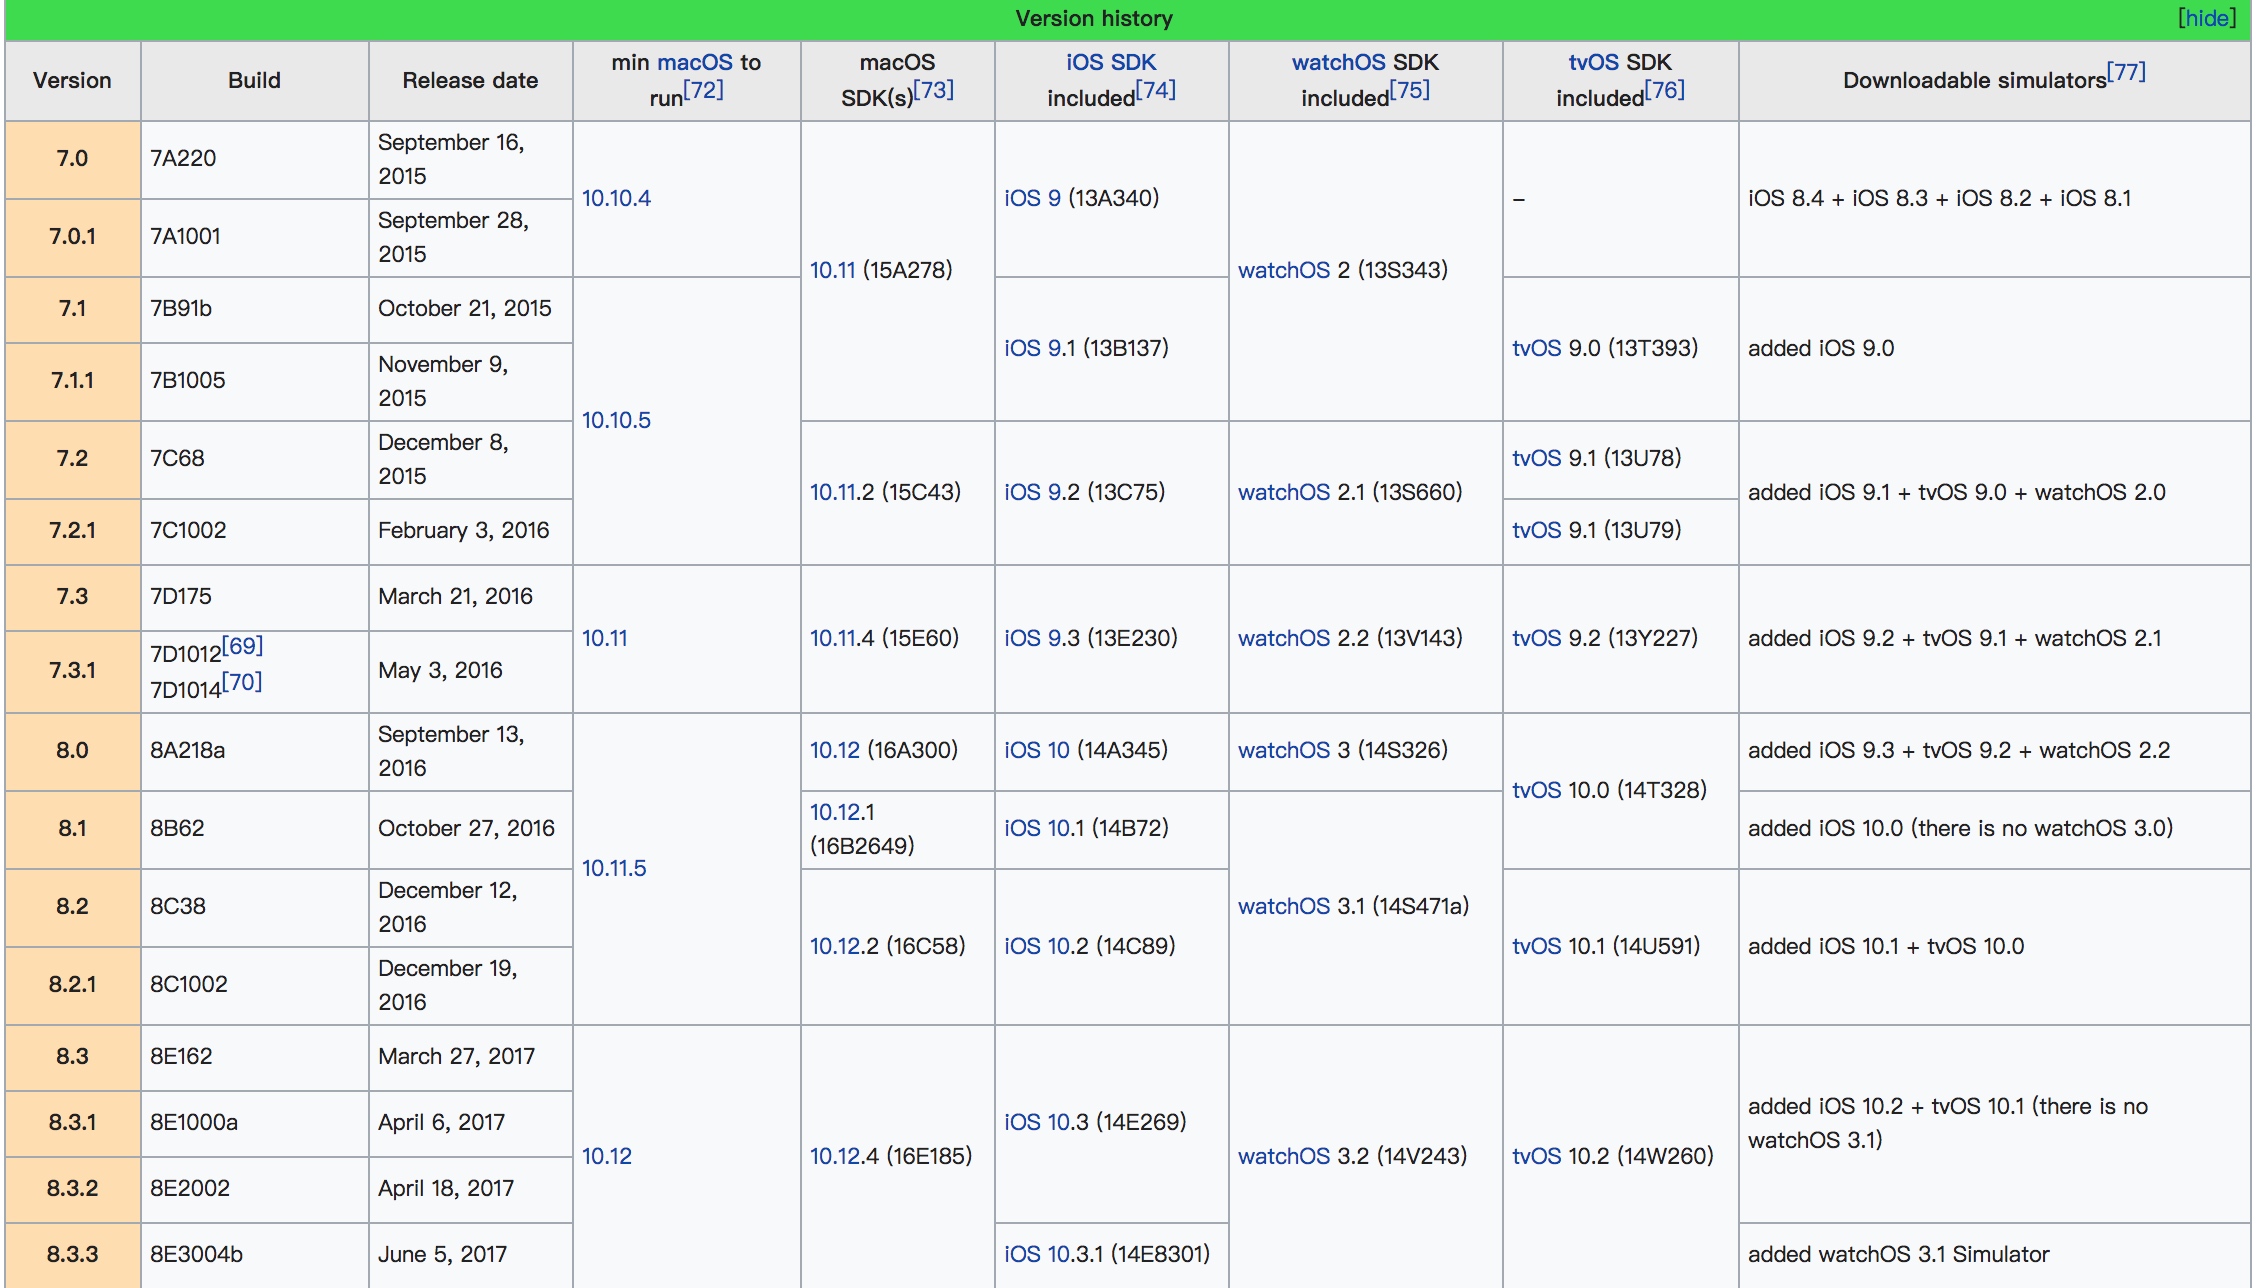 Version history [hide]
Version Build Release date min macOS to run[72] macOS SDK(s)[73] iOS SDK included[74] watchOS SDK included[75] tvOS SDK included[76] Downloadable simulators[77]
7.0 7A220 September 16, 2015 10.10.4 10.11 (15A278) iOS 9 (13A340) watchOS 2 (13S343) – iOS 8.4 + iOS 8.3 + iOS 8.2 + iOS 8.1
7.0.1 7A1001 September 28, 2015
7.1 7B91b October 21, 2015 10.10.5 iOS 9.1 (13B137) tvOS 9.0 (13T393) added iOS 9.0
7.1.1 7B1005 November 9, 2015
7.2 7C68 December 8, 2015 10.11.2 (15C43) iOS 9.2 (13C75) watchOS 2.1 (13S660) tvOS 9.1 (13U78) added iOS 9.1 + tvOS 9.0 + watchOS 2.0
7.2.1 7C1002 February 3, 2016 tvOS 9.1 (13U79)
7.3 7D175 March 21, 2016 10.11 10.11.4 (15E60) iOS 9.3 (13E230) watchOS 2.2 (13V143) tvOS 9.2 (13Y227) added iOS 9.2 + tvOS 9.1 + watchOS 2.1
7.3.1 7D1012[69] 7D1014[70] May 3, 2016
8.0 8A218a September 13, 2016 10.11.5 10.12 (16A300) iOS 10 (14A345) watchOS 3 (14S326) tvOS 10.0 (14T328) added iOS 9.3 + tvOS 9.2 + watchOS 2.2
8.1 8B62 October 27, 2016 10.12.1 (16B2649) iOS 10.1 (14B72) watchOS 3.1 (14S471a) added iOS 10.0 (there is no watchOS 3.0)
8.2 8C38 December 12, 2016 10.12.2 (16C58) iOS 10.2 (14C89) tvOS 10.1 (14U591) added iOS 10.1 + tvOS 10.0
8.2.1 8C1002 December 19, 2016
8.3 8E162 March 27, 2017 10.12 10.12.4 (16E185) iOS 10.3 (14E269) watchOS 3.2 (14V243) tvOS 10.2 (14W260) added iOS 10.2 + tvOS 10.1 (there is no watchOS 3.1)
8.3.1 8E1000a April 6, 2017
8.3.2 8E2002 April 18, 2017
8.3.3 8E3004b June 5, 2017 iOS 10.3.1 (14E8301) added watchOS 3.1 Simulator